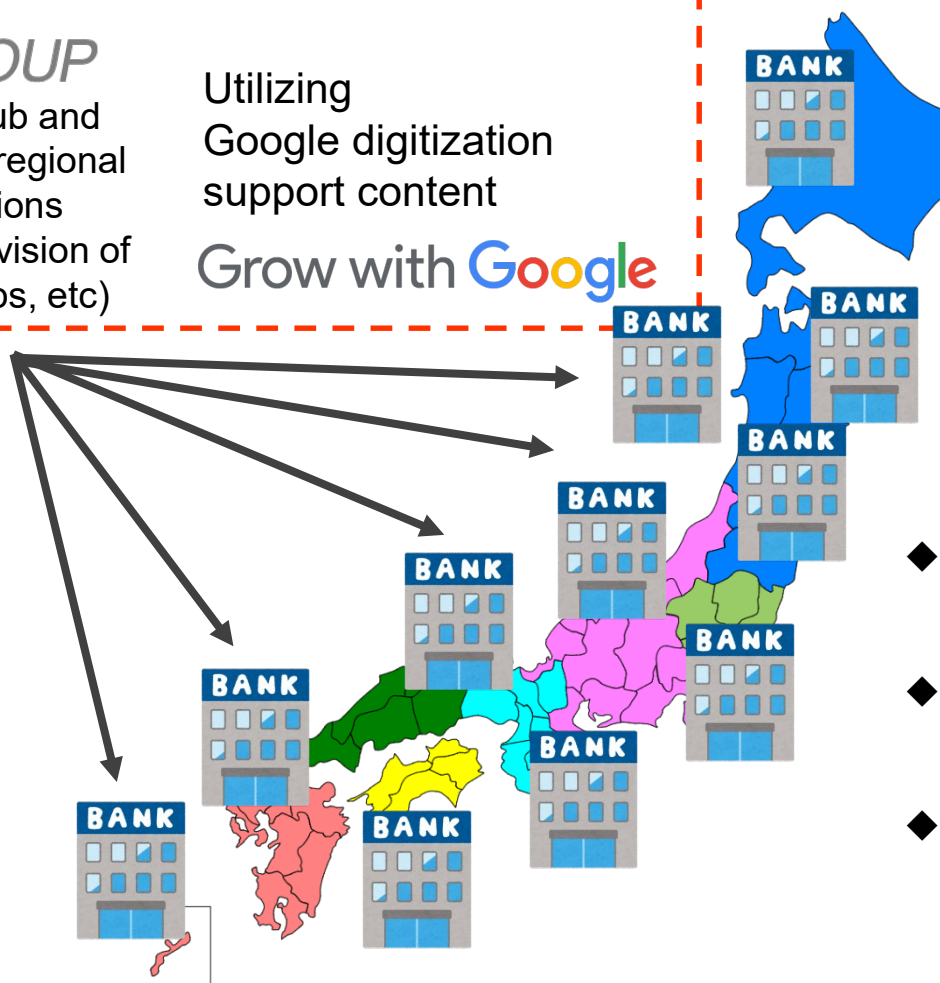 OUP
ub and
regional
ions
vision of
os, etc)
Utilizing
Google digitization
support content
Grow with Google
BANK
BANK
BANK
BANK
BANK
BANK
BANK
BANK
BANK
BANK
BANK